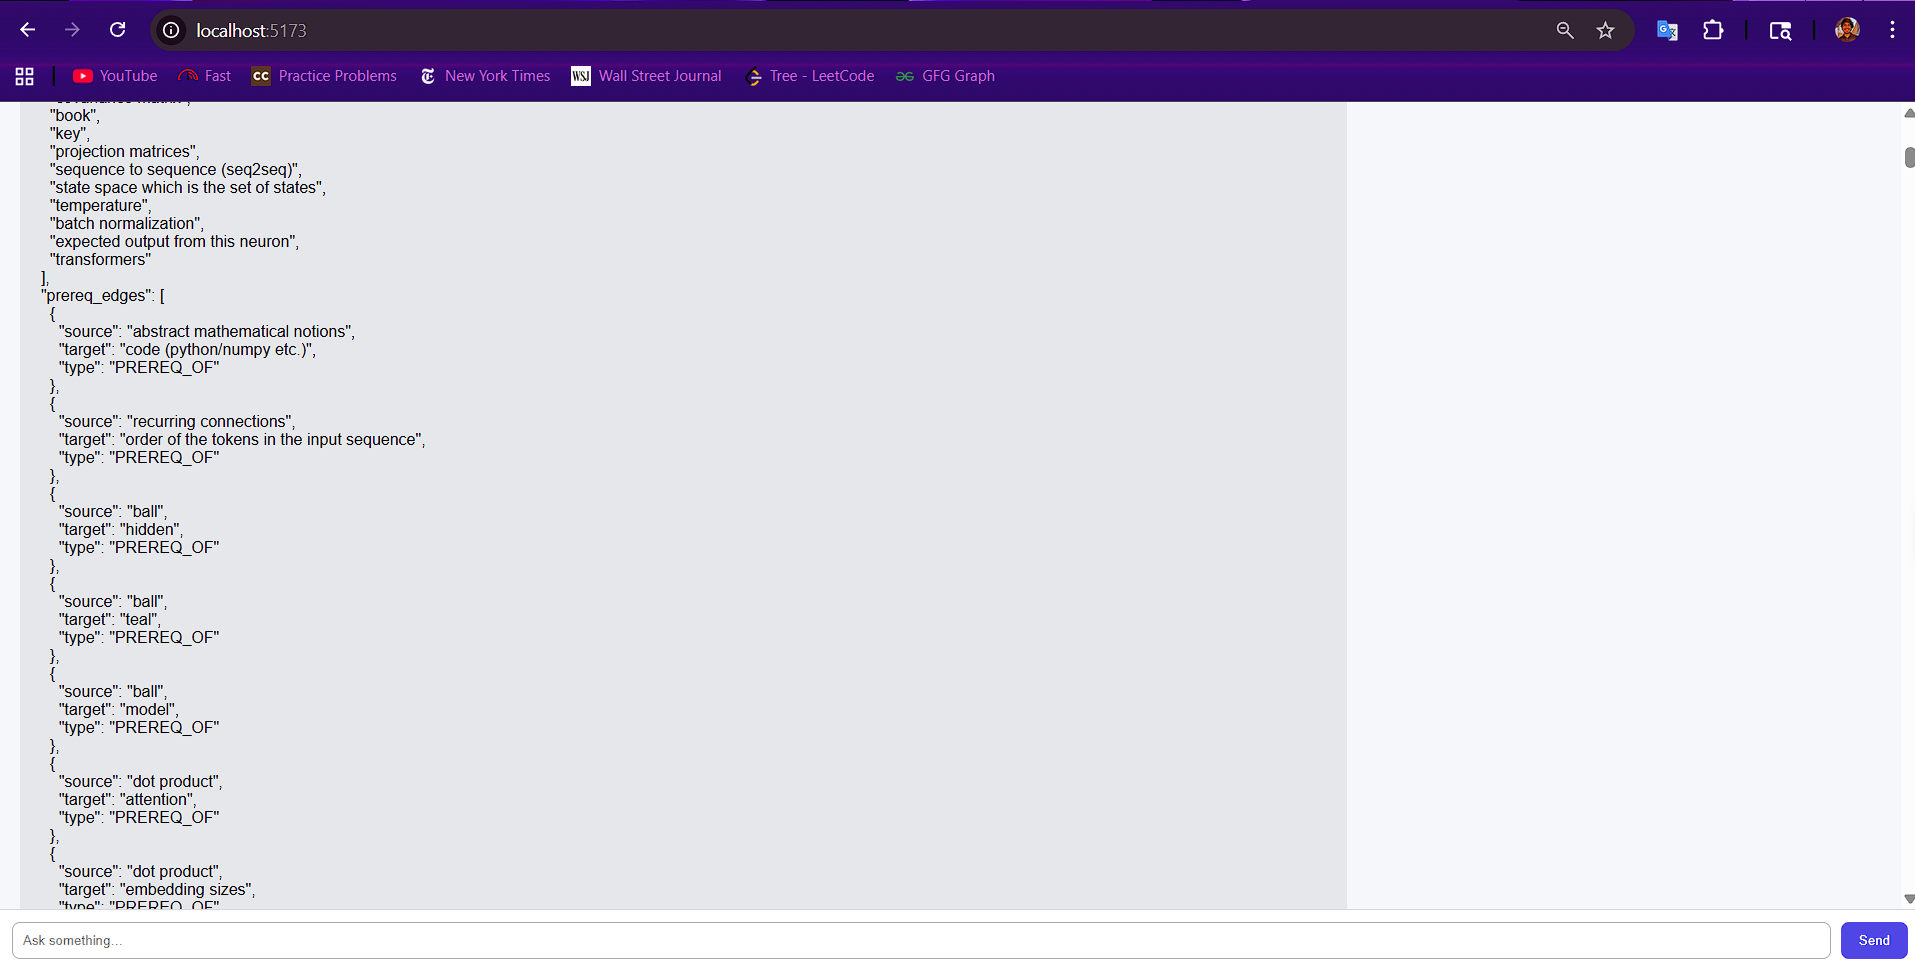 localhost:5173
YouTube
Fast
CC Practice Problems
New York Times
WSJ Wall Street Journal
Tree - LeetCode
GFG Graph
"book",
"key",
"projection matrices",
"sequence to sequence (seq2seq)",
"state space which is the set of states",
"temperature",
"batch normalization",
"expected output from this neuron",
"transformers"
],
"prereq_edges": [
{
"source": "abstract mathematical notions",
"target": "code (python/numpy etc.)",
"type": "PREREQ_OF"
},
{
"source": "recurring connections",
"target": "order of the tokens in the input sequence",
"type": "PREREQ_OF"
},
{
"source": "ball",
"target": "hidden",
"type": "PREREQ_OF"
},
{
"source": "ball",
"target": "teal",
"type": "PREREQ_OF"
},
{
"source": "ball",
"target": "model",
"type": "PREREQ_OF"
},
{
"source": "dot product",
"target": "attention",
"type": "PREREQ_OF"
},
{
"source": "dot product",
"target": "embedding sizes",
"type": "PREREQ_OF"
Ask something...
Send